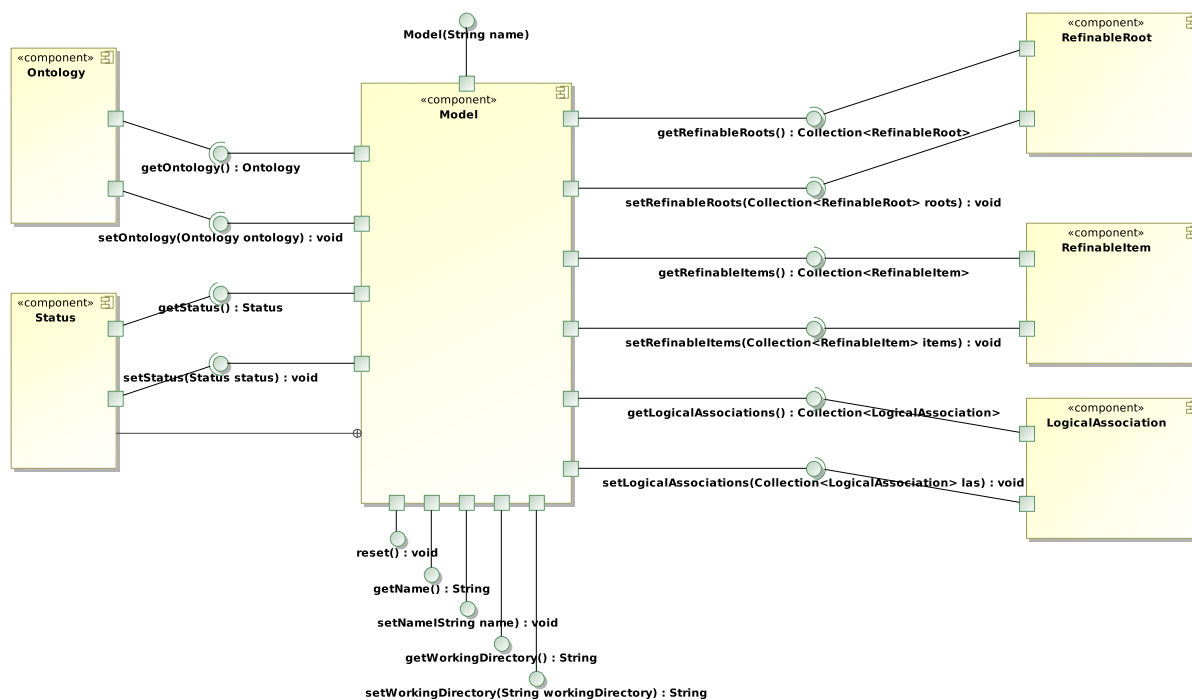 Model(String name)
«component»
Ontology
getOntology() : Ontology
setOntology(Ontology ontology) : void
«component»
Status
getStatus() : Status
setStatus(Status status) : void
«component»
Model
«component»
RefinableRoot
getRefinableRoots() : Collection<RefinableRoot>
setRefinableRoots(Collection<RefinableRoot> roots) : void
«component»
RefinableItem
getRefinableItems() : Collection<RefinableItem>
setRefinableItems(Collection<RefinableItem> items) : void
«component»
LogicalAssociation
getLogicalAssociations() : Collection<LogicalAssociation>
setLogicalAssociations(Collection<LogicalAssociation> las) : void
reset() : void
getName() : String
setNameIString name) : void
getWorkingDirectory() : String
setWorkingDirectory(String workingDirectory) : String